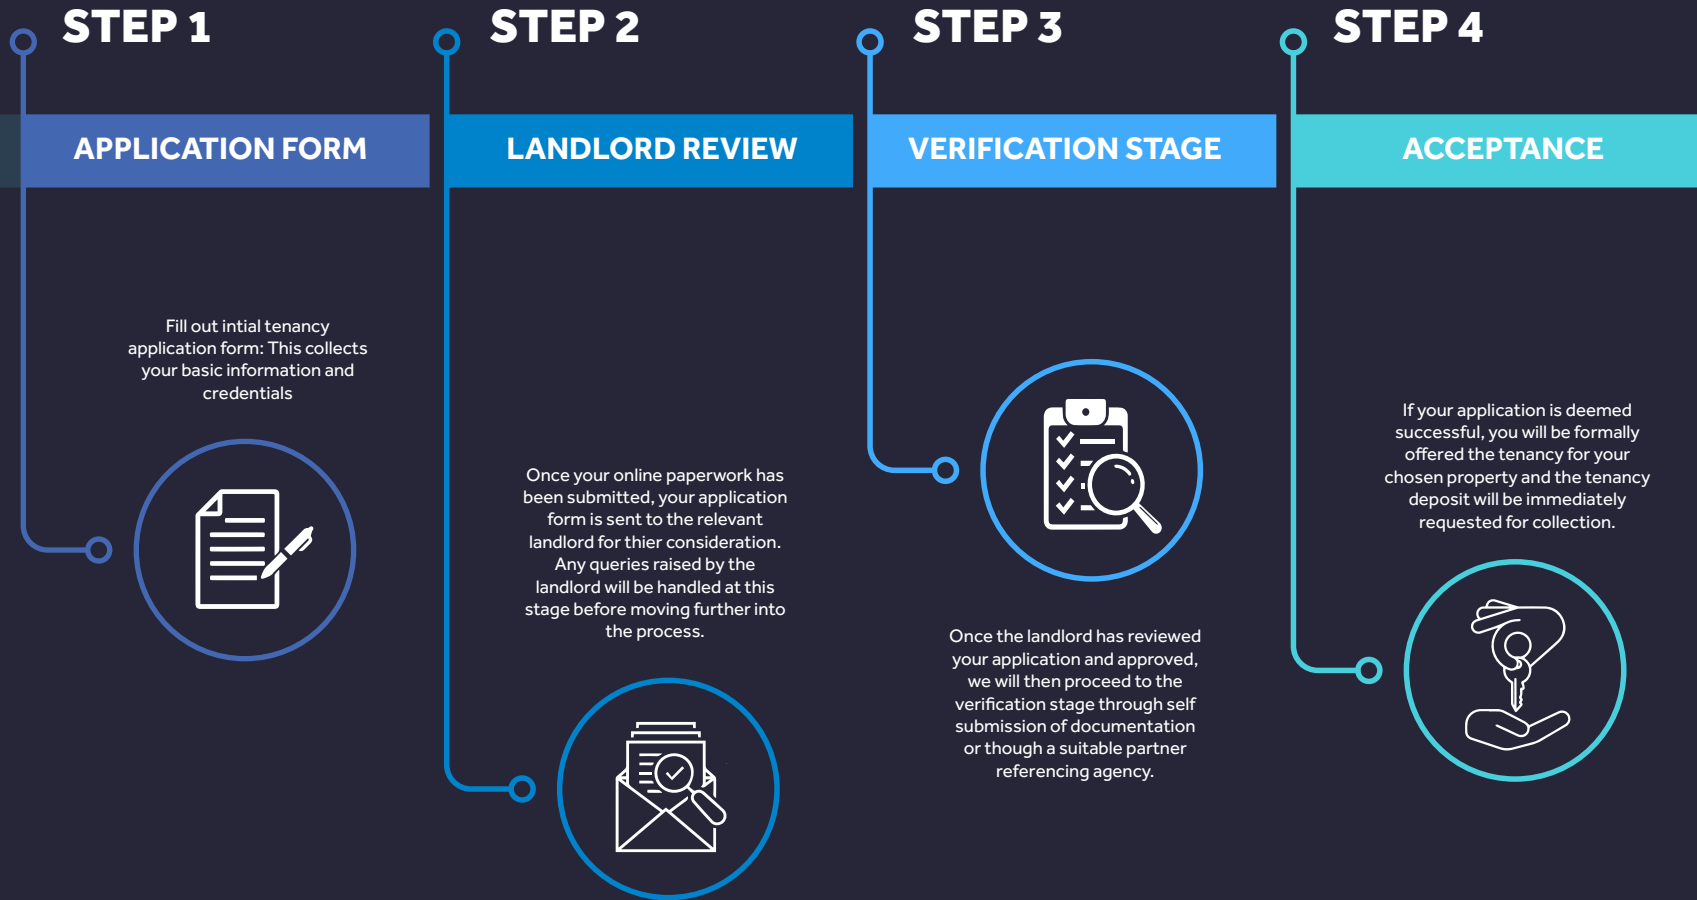 STEP 1
APPLICATION FORM
Fill out intial tenancy
application form: This collects
your basic information and
credentials
STEP 2
LANDLORD REVIEW
Once your online paperwork has
been submitted, your application
form is sent to the relevant
landlord for thier consideration.
Any queries raised by the
landlord will be handled at this
stage before moving further into
the process.
STEP 3
VERIFICATION STAGE
Once the landlord has reviewed
your application and approved,
we will then proceed to the
verification stage through self
submission of documentation
or though a suitable partner
referencing agency.
STEP 4
ACCEPTANCE
If your application is deemed
successful, you will be formally
offered the tenancy for your
chosen property and the tenancy
deposit will be immediately
requested for collection.